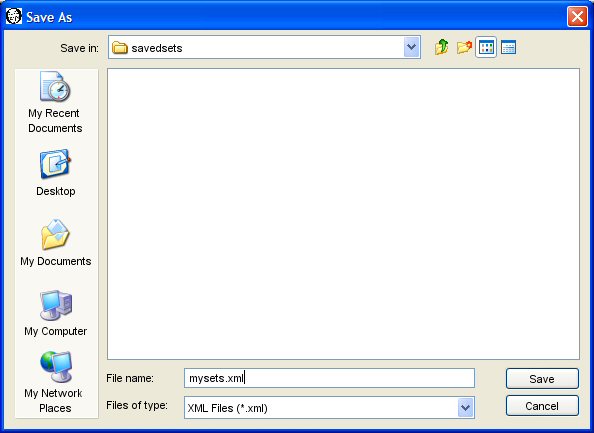 Save As
Save in:
savedsets
My Recent
Documents
Desktop
My Documents
My Computer
My Network
Places
File name:
mysets.xml
Save
Files of type:
XML Files (*.xml)
Cancel